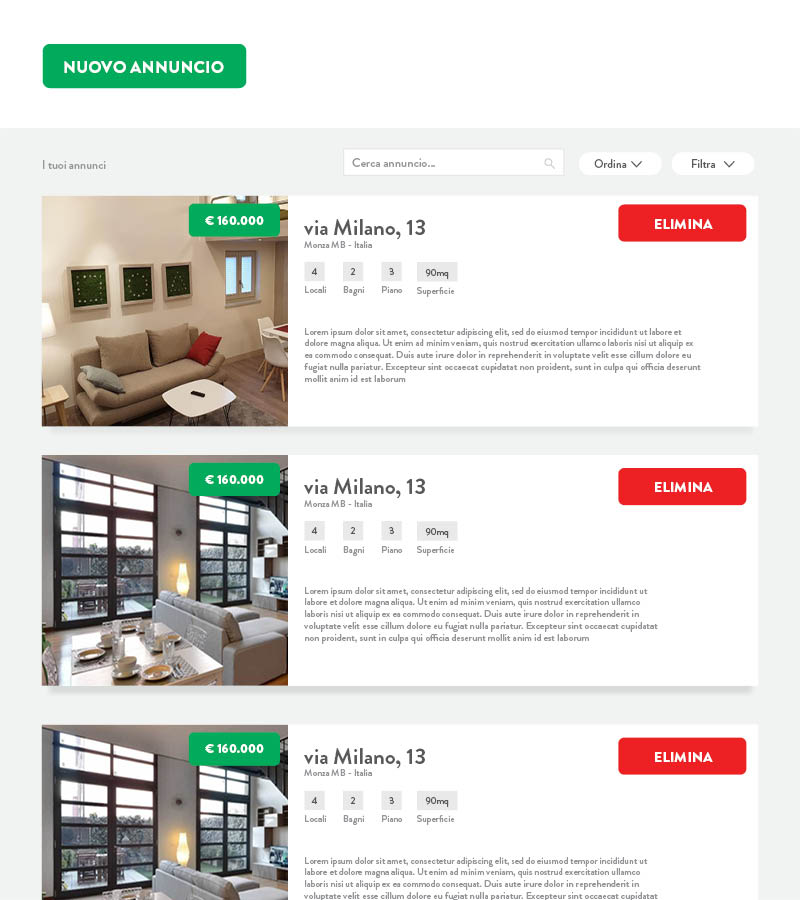 NUOVO ANNUNCIO
I tuoi annunci
Cerca annuncio...
Ordina
Filtra
€ 160.000
via Milano, 13
ELIMINA
Monza MB - Italia
4
2
3
90mq
Locali
Bagni
Piano
Superficie
Lorem ipsum dolor sit amet, consectetur adipiscing elit, sed do eiusmod tempor incididunt ut labore et
dolore magna aliqua. Ut enim ad minim veniam, quis nostrud exercitation ullamco laboris nisi ut aliquip ex
ea commodo consequat. Duis aute irure dolor in reprehenderit in voluptate velit esse cillum dolore eu
fugiat nulla pariatur. Excepteur sint occaecat cupidatat non proident, sunt in culpa qui officia deserunt
mollit anim id est laborum
€ 160.000
via Milano, 13
ELIMINA
Monza MB - Italia
4
2
3
90mq
Locali
Bagni
Piano
Superficie
Lorem ipsum dolor sit amet, consectetur adipiscing elit, sed do eiusmod tempor incididunt ut
labore et dolore magna aliqua. Ut enim ad minim veniam, quis nostrud exercitation ullamco
laboris nisi ut aliquip ex ea commodo consequat. Duis aute irure dolor in reprehenderit in
voluptate velit esse cillum dolore eu fugiat nulla pariatur. Excepteur sint occaecat cupidatat
non proident, sunt in culpa qui officia deserunt mollit anim id est laborum
€ 160.000
via Milano, 13
ELIMINA
Monza MB - Italia
4
2
3
90mq
Locali
Bagni
Piano
Superficie
Lorem ipsum dolor sit amet, consectetur adipiscing elit, sed do eiusmod tempor incididunt ut
labore et dolore magna aliqua. Ut enim ad minim veniam, quis nostrud exercitation ullamco
laboris nisi ut aliquip ex ea commodo consequat. Duis aute irure dolor in reprehenderit in
voluptate velit esse cillum dolore eu fugiat nulla pariatur. Excepteur sint occaecat cupidatat